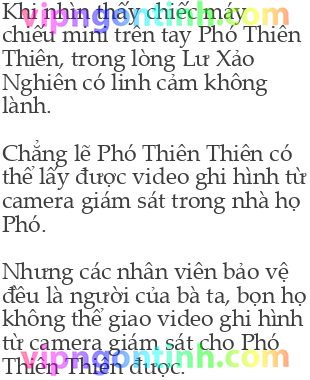 Khi nhìn thấy chiếc máy
chiếu mini trên tay Phó Thiên
Thiên, trong lòng Lư Xảo
Nghiên có linh cảm không
lành.
Chẳng lẽ Phó Thiên Thiên có
thể lấy được video ghi hình từ
camera giám sát trong nhà họ
Phó.
Nhưng các nhân viên bảo vệ
đều là người của bà ta, bọn họ
không thể giao video ghi hình
từ camera giám sát cho Phó
Thiên Thiên được.
vipngontinh.com
vipngontinh.com